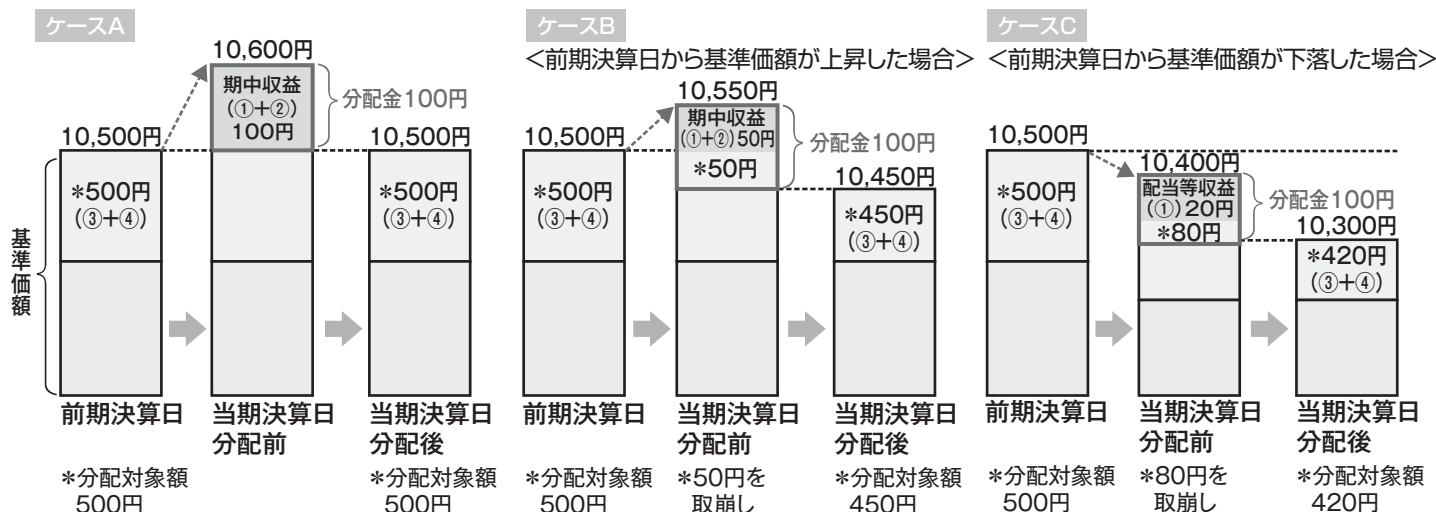 ケースA
10,600円
期中収益
(①+②)
100円
分配金100円
10,500円
10,500円
*500円
(③+④)
*500円
(③+④)
基準価額
前期決算日
当期決算日
分配前
当期決算日
分配後
*分配対象額
500円
*分配対象額
500円
ケースB
<前期決算日から基準価額が上昇した場合>
10,550円
期中収益
(①+②)50円
*50円
分配金100円
10,500円
10,450円
*500円
(③+④)
*450円
(③+④)
前期決算日
当期決算日
分配前
当期決算日
分配後
*分配対象額
500円
*50円を
取崩し
*分配対象額
450円
ケースC
<前期決算日から基準価額が下落した場合>
10,500円
10,400円
配当等収益
(①)20円
*80円
分配金100円
10,300円
*500円
(③+④)
*420円
(③+④)
前期決算日
当期決算日
分配前
当期決算日
分配後
*分配対象額
500円
*80円を
取崩し
*分配対象額
420円